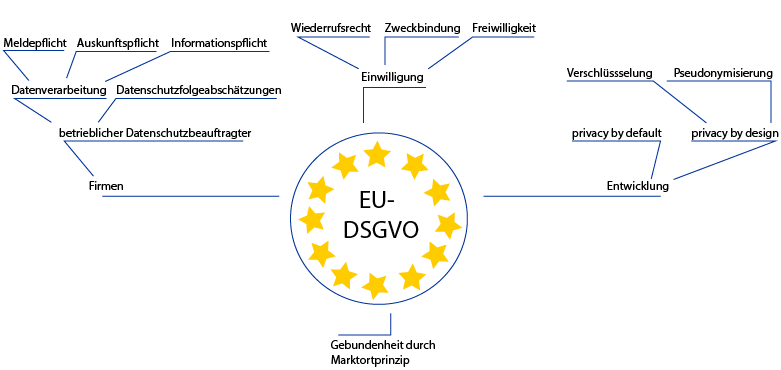 Wiederrufsrecht
Zweckbindung
Freiwilligkeit
Meldepflicht
Auskunftspflicht
Informationspflicht
Einwilligung
Verschlüssselung
Pseudonymisierung
Datenverarbeitung
Datenschutzfolgeabschätzungen
betrieblicher Datenschutzbeauftragter
privacy by default
privacy by design
Firmen
Entwicklung
EU-
DSGVO
Gebundenheit durch
Marktortprinzip